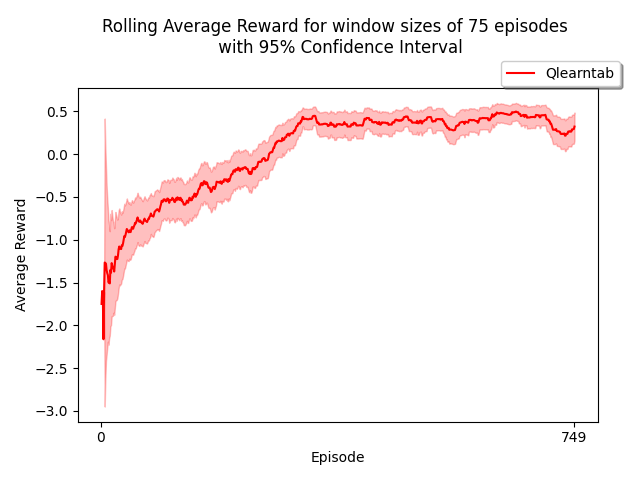 Rolling Average Reward for window sizes of 75 episodes
with 95% Confidence Interval
Qlearntab
0.5
0.0
−0.5
−1.0
−1.5
−2.0
−2.5
−3.0
Average Reward
0
749
Episode